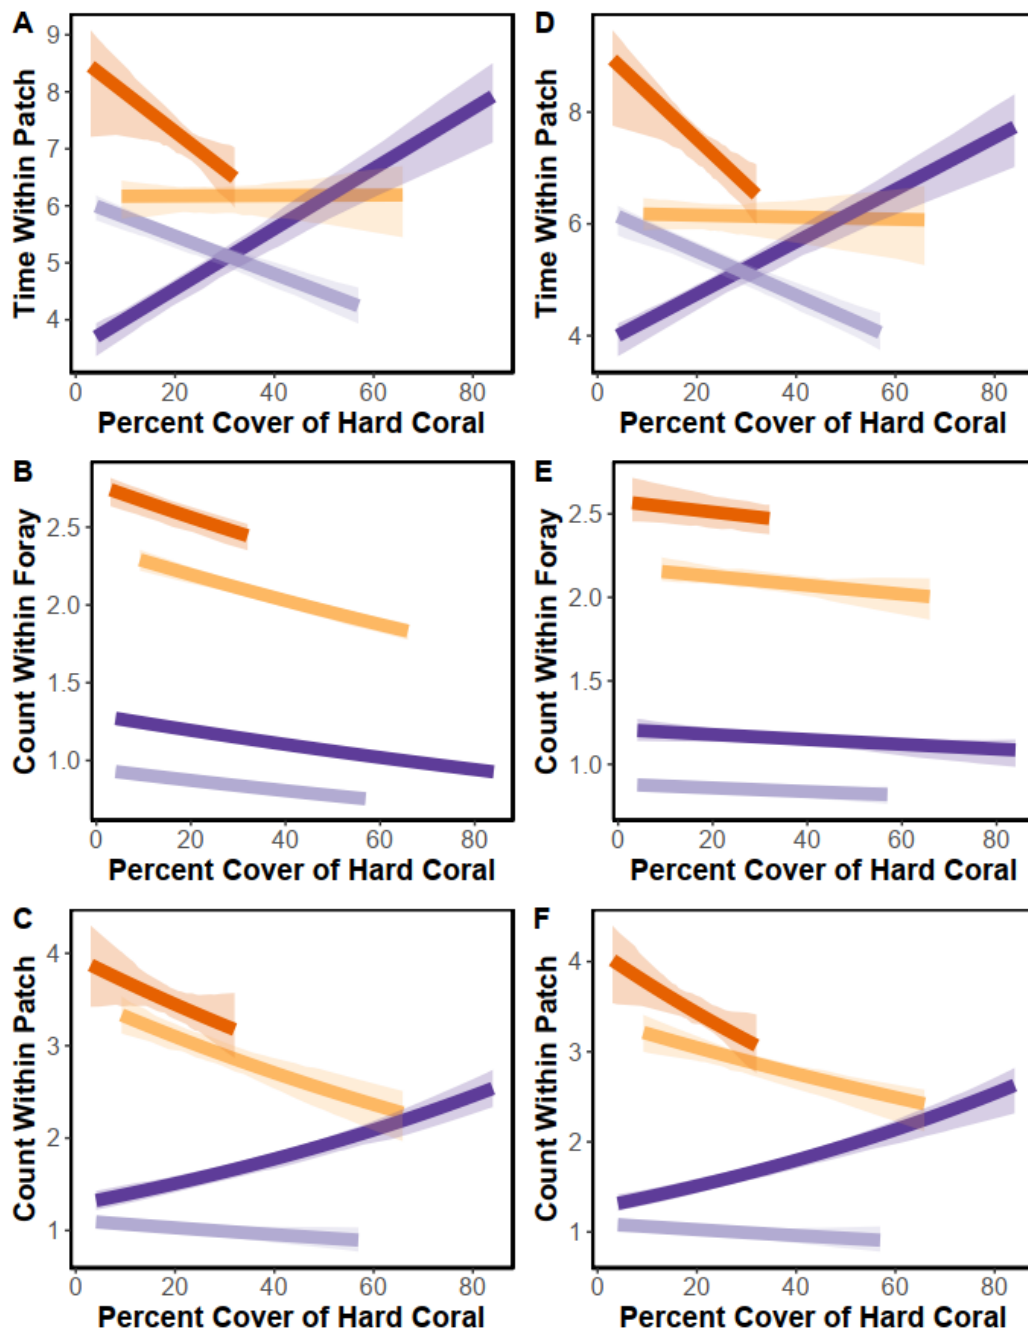 A
Time Within Patch
9
8
7
6
5
4
0 20 40 60 80
Percent Cover of Hard Coral
D
Time Within Patch
8
6
4
0 20 40 60 80
Percent Cover of Hard Coral
B
Count Within Foray
2.5
2.0
1.5
1.0
0 20 40 60 80
Percent Cover of Hard Coral
E
Count Within Foray
2.5
2.0
1.5
1.0
0 20 40 60 80
Percent Cover of Hard Coral
C
Count Within Patch
4
3
2
1
0 20 40 60 80
Percent Cover of Hard Coral
F
Count Within Patch
4
3
2
1
0 20 40 60 80
Percent Cover of Hard Coral